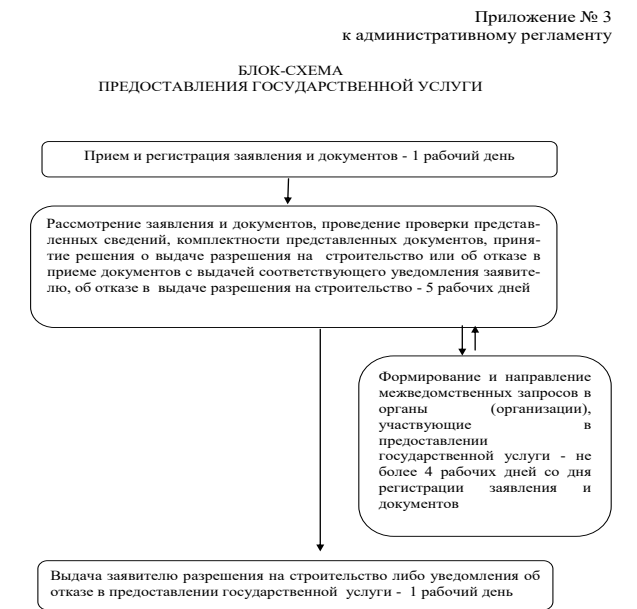 Приложение № 3
к административному регламенту
БЛОК-СХЕМА
ПРЕДОСТАВЛЕНИЯ ГОСУДАРСТВЕННОЙ УСЛУГИ
Прием и регистрация заявления и документов - 1 рабочий день
Рассмотрение заявления и документов, проведение проверки представ-
ленных сведений, комплектности представленных документов, приня-
тие решения о выдаче разрешения на строительство или об отказе в
приеме документов с выдачей соответствующего уведомления заявите-
лю, об отказе в выдаче разрешения на строительство - 5 рабочих дней
Формирование и направление
межведомственных запросов в
органы (организации),
участвующие в
предоставлении
государственной услуги - не
более 4 рабочих дней со дня
регистрации заявления и
документов
Выдача заявителю разрешения на строительство либо уведомления об
отказе в предоставлении государственной услуги - 1 рабочий день